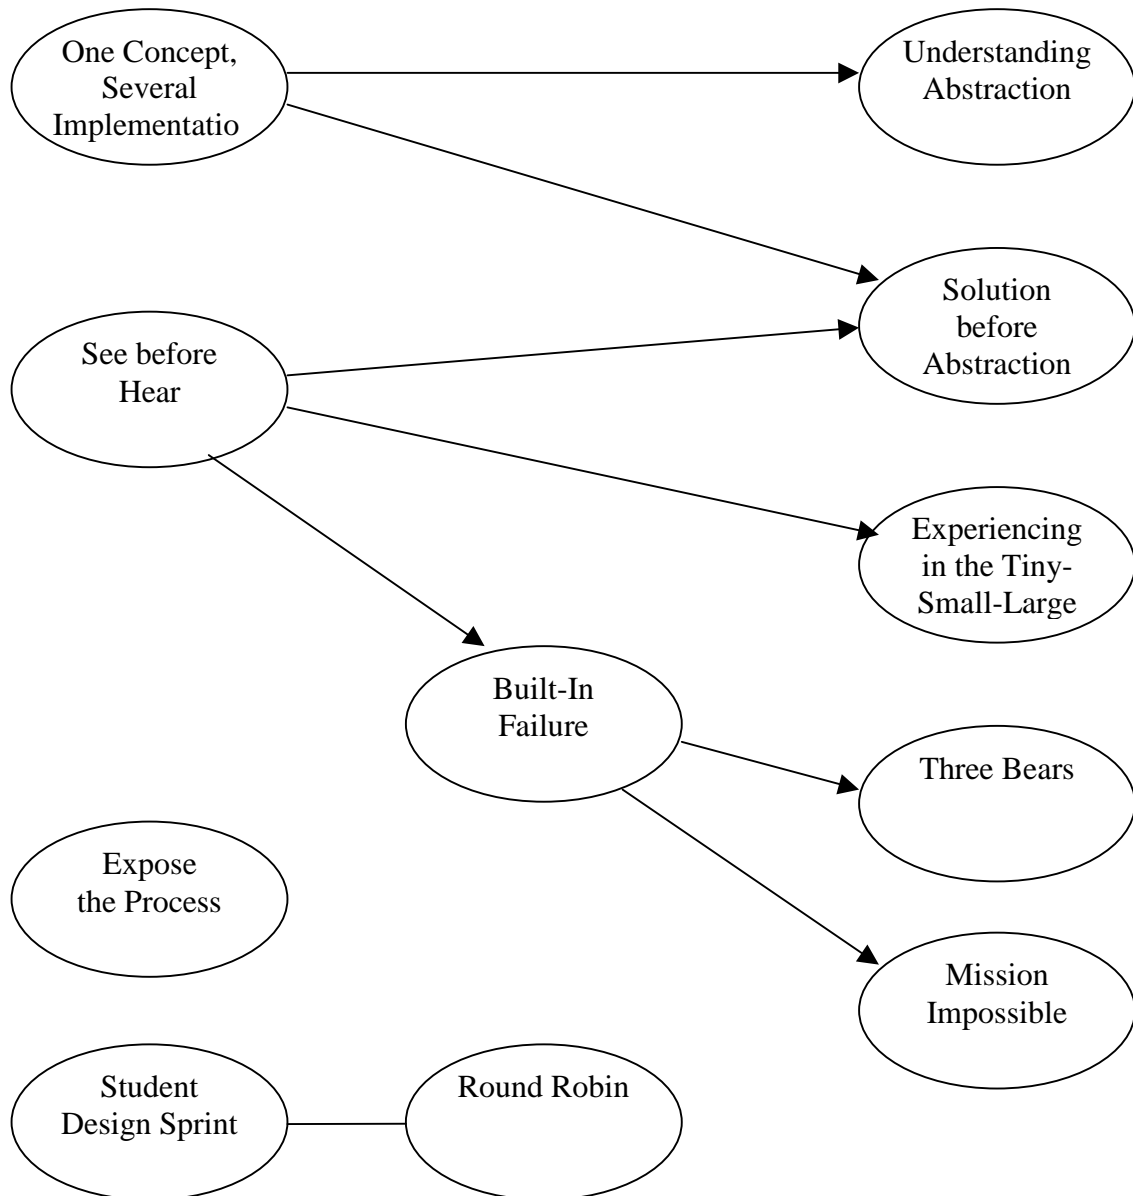 One Concept,
Several
Implementatio
Understanding
Abstraction
Solution
before
Abstraction
See before
Hear
Experiencing
in the Tiny-
Small-Large
Built-In
Failure
Three Bears
Expose
the Process
Mission
Impossible
Student
Design Sprint
Round Robin